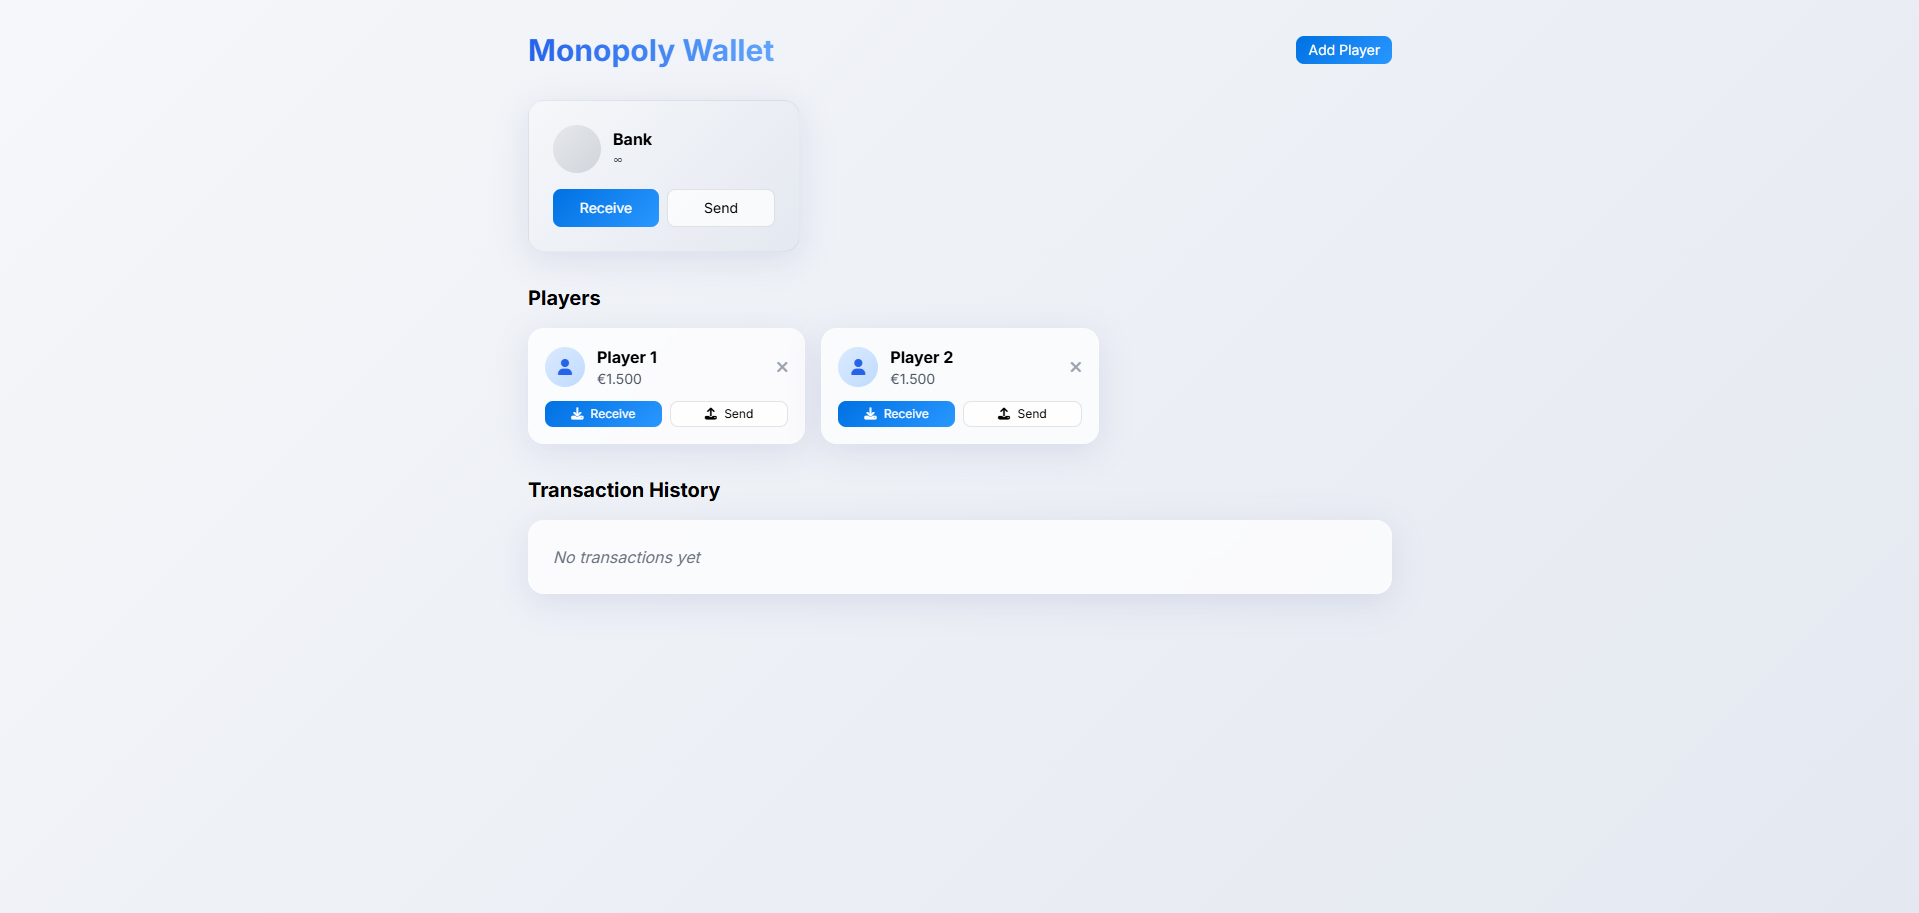 Monopoly Wallet
Add Player
Bank
∞
Receive
Send
Players
Player 1
€1.500
Receive
Send
Player 2
€1.500
Receive
Send
Transaction History
No transactions yet